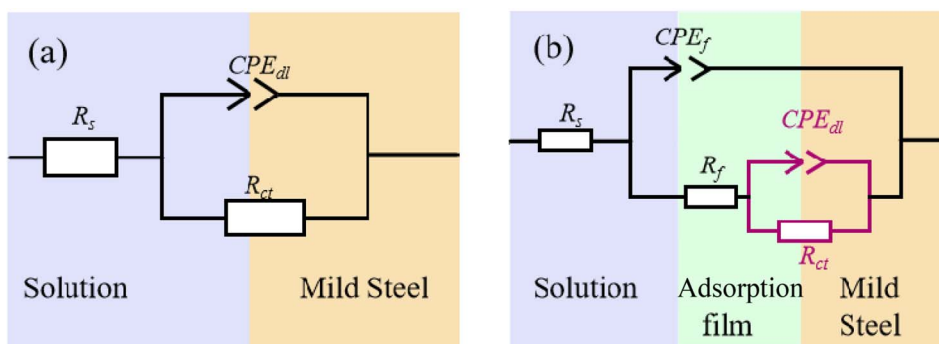 (a)
CPE_dl
R_s
R_ct
Solution
Mild Steel
(b)
CPE_f
R_s
CPE_dl
R_f
R_ct
Solution
Adsorption
film
Mild
Steel